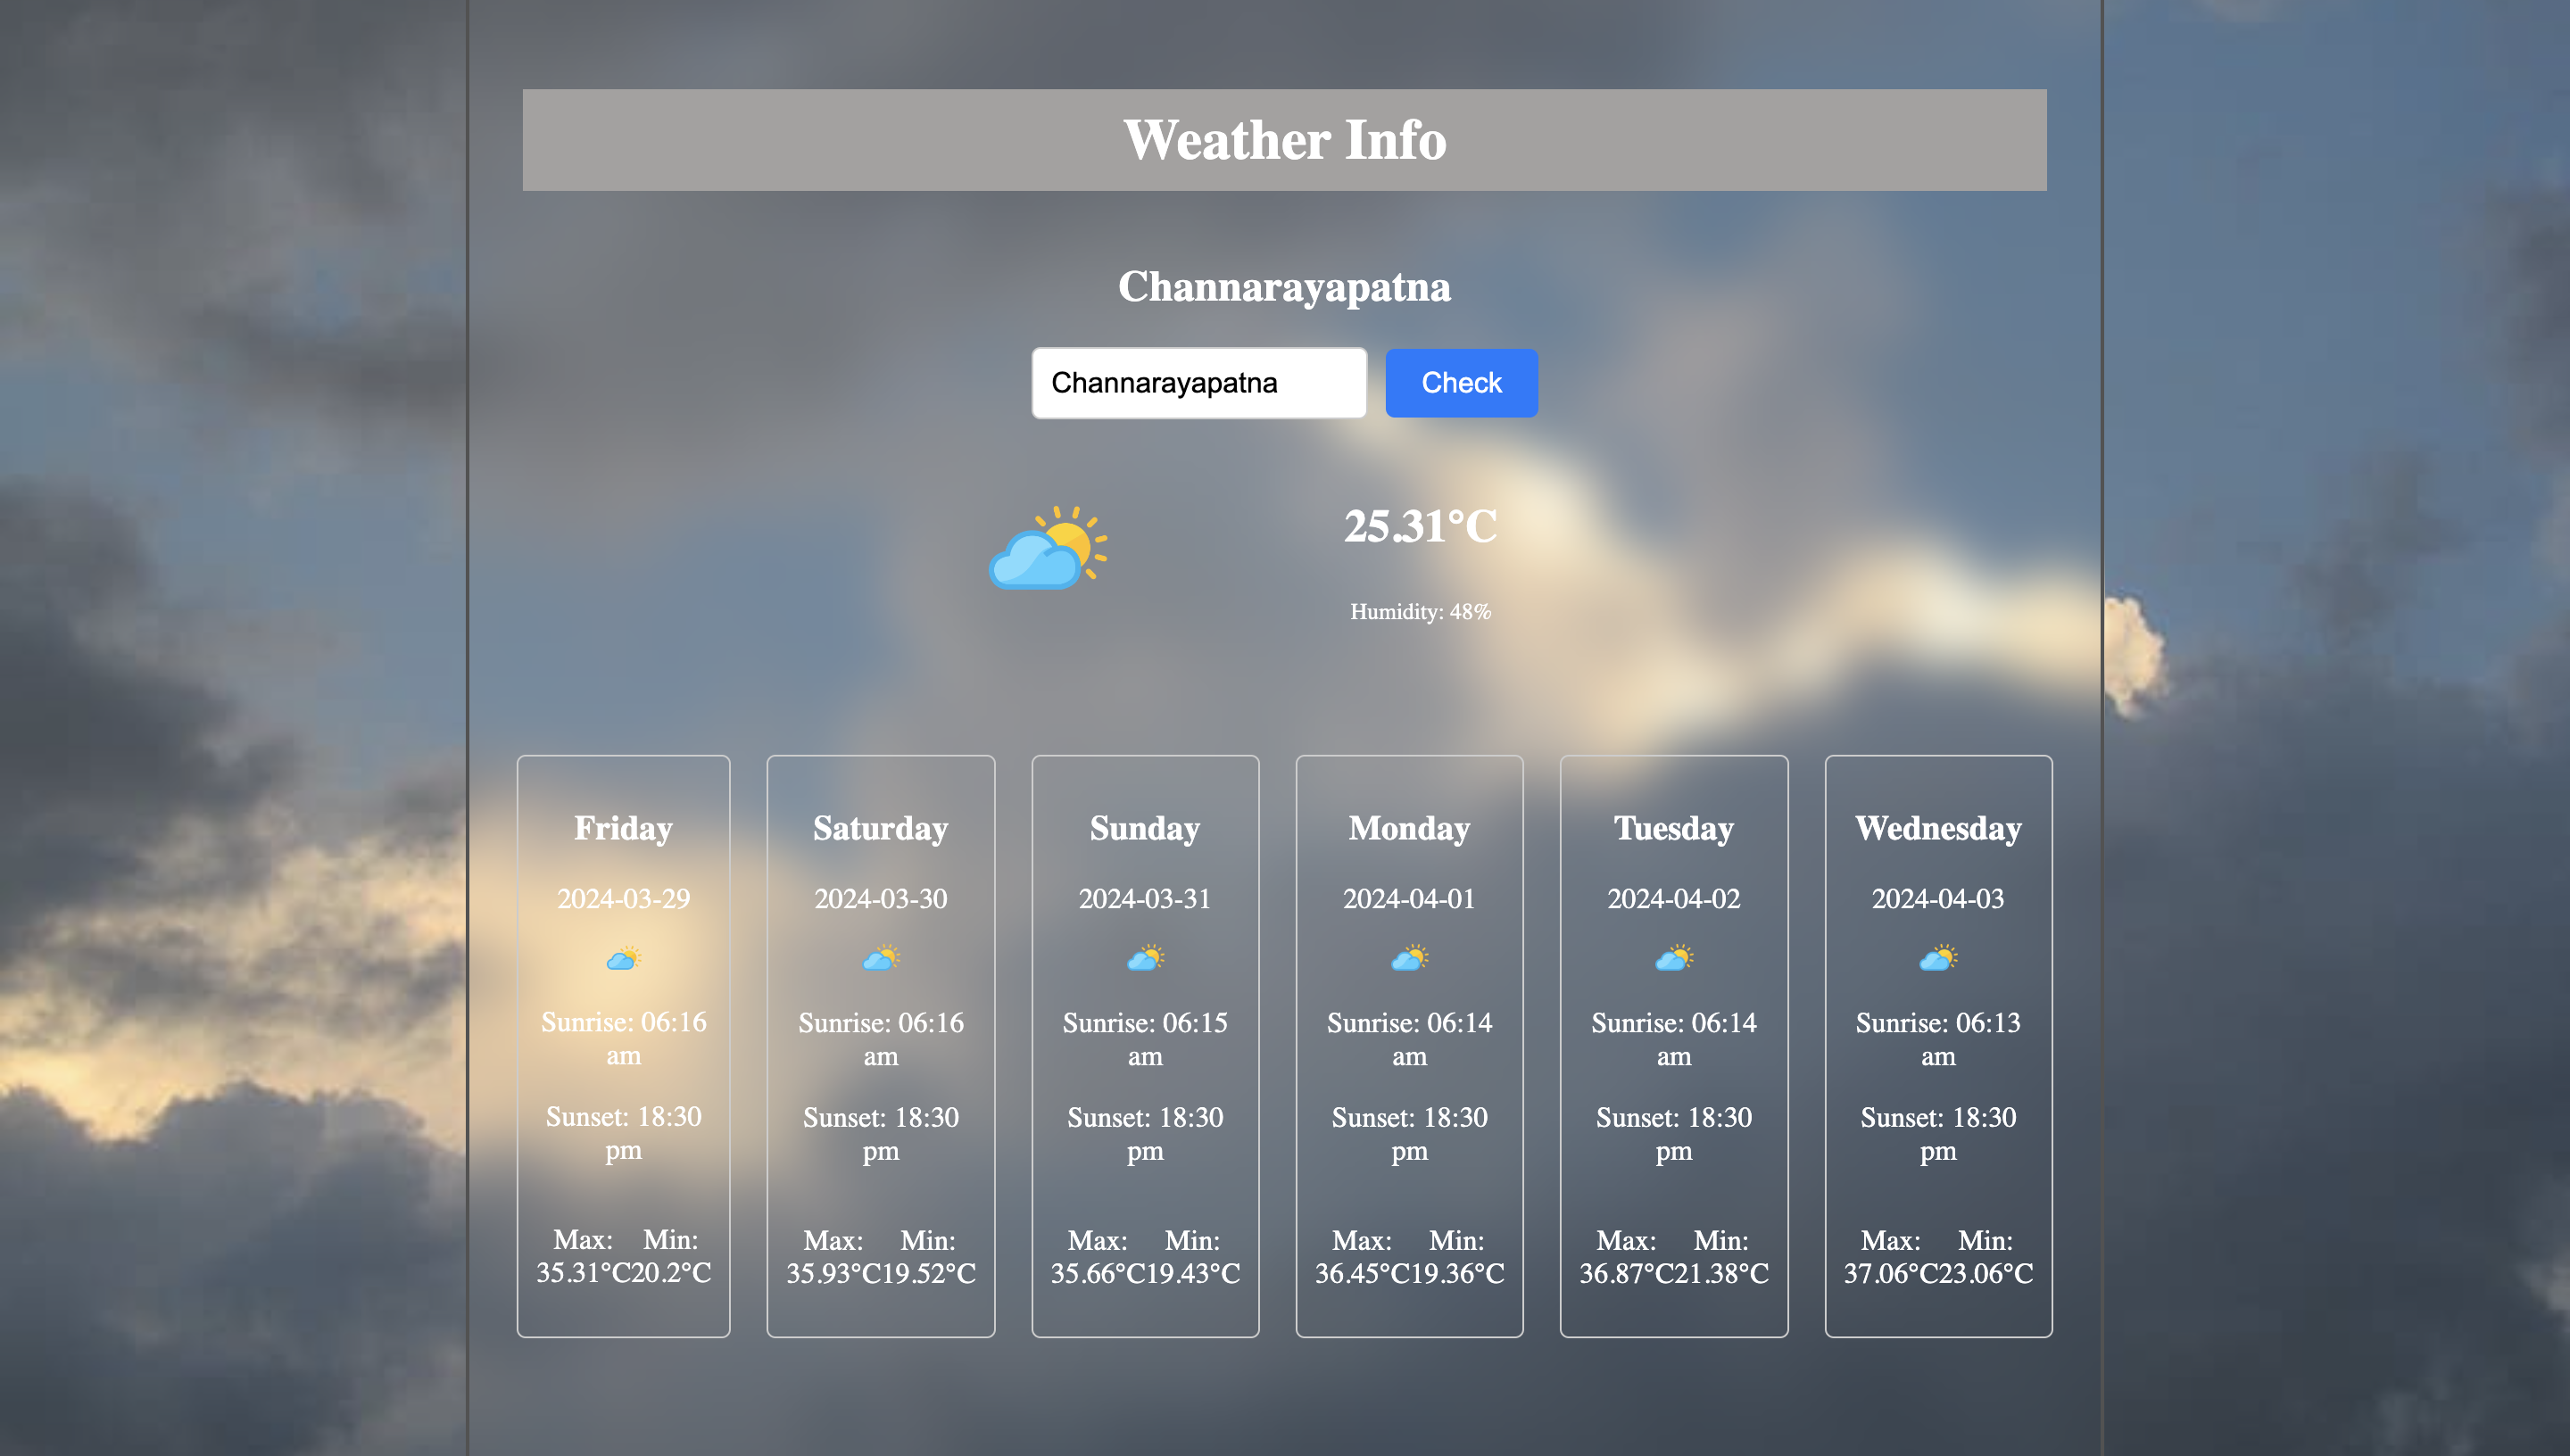 Weather Info
Channarayapatna
Channarayapatna
Check
25.31°C
Humidity: 48%
Friday
2024-03-29
Sunrise: 06:16
am
Sunset: 18:30
pm
Max: Min:
35.31°C20.2°C
Saturday
2024-03-30
Sunrise: 06:16
am
Sunset: 18:30
pm
Max: Min:
35.93°C19.52°C
Sunday
2024-03-31
Sunrise: 06:15
am
Sunset: 18:30
pm
Max: Min:
35.66°C19.43°C
Monday
2024-04-01
Sunrise: 06:14
am
Sunset: 18:30
pm
Max: Min:
36.45°C19.36°C
Tuesday
2024-04-02
Sunrise: 06:14
am
Sunset: 18:30
pm
Max: Min:
36.87°C21.38°C
Wednesday
2024-04-03
Sunrise: 06:13
am
Sunset: 18:30
pm
Max: Min:
37.06°C23.06°C